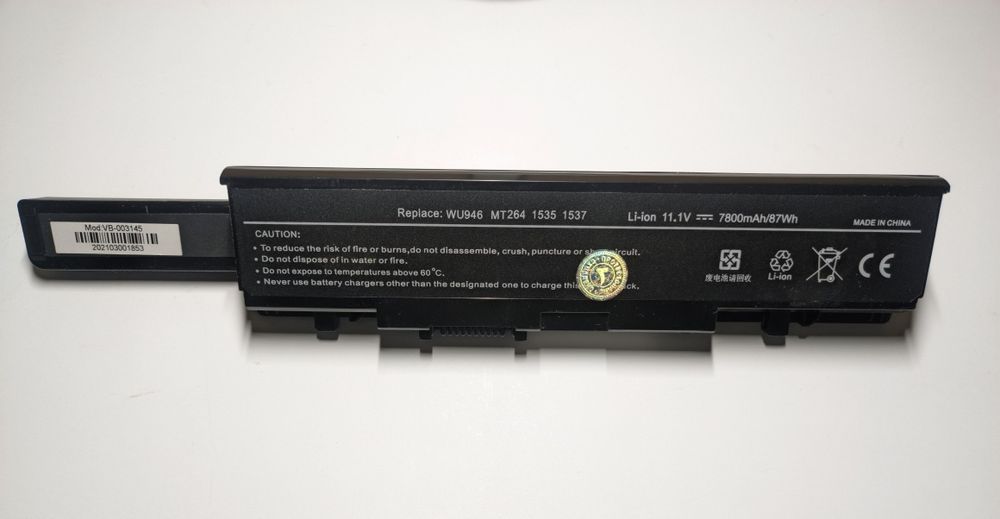 Mod:VB-003145
202103001853
Replace: WU946 MT264 1535 1537
Li-ion 11.1V 7800mAh/87Wh
MADE IN CHINA
CAUTION:
• To reduce the risk of fire or burns,do not disassemble, crush, puncture or circuit.
• Do not dispose of in water or fire.
• Do not expose to temperatures above 60°C.
• Never use battery chargers other than the designated one to charge this
废电池请回收
Li-ion
CE